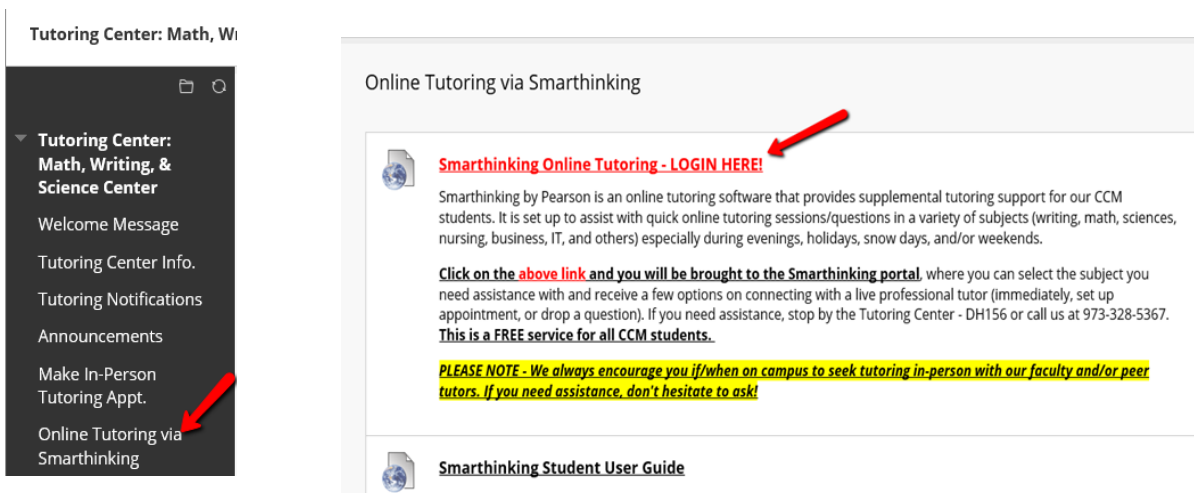 Tutoring Center: Math, Wr
Tutoring Center:
Math, Writing, &
Science Center
Welcome Message
Tutoring Center Info.
Tutoring Notifications
Announcements
Make In-Person
Tutoring Appt.
Online Tutoring via
Smarthinking
Online Tutoring via Smarthinking
Smarthinking Online Tutoring - LOGIN HERE!
Smarthinking by Pearson is an online tutoring software that provides supplemental tutoring support for our CCM
students. It is set up to assist with quick online tutoring sessions/questions in a variety of subjects (writing, math, sciences,
nursing, business, IT, and others) especially during evenings, holidays, snow days, and/or weekends.
Click on the above link and you will be brought to the Smarthinking portal, where you can select the subject you
need assistance with and receive a few options on connecting with a live professional tutor (immediately, set up
appointment, or drop a question). If you need assistance, stop by the Tutoring Center - DH156 or call us at 973-328-5367.
This is a FREE service for all CCM students.
PLEASE NOTE - We always encourage you if/when on campus to seek tutoring in-person with our faculty and/or peer
tutors. If you need assistance, don't hesitate to ask!
Smarthinking Student User Guide